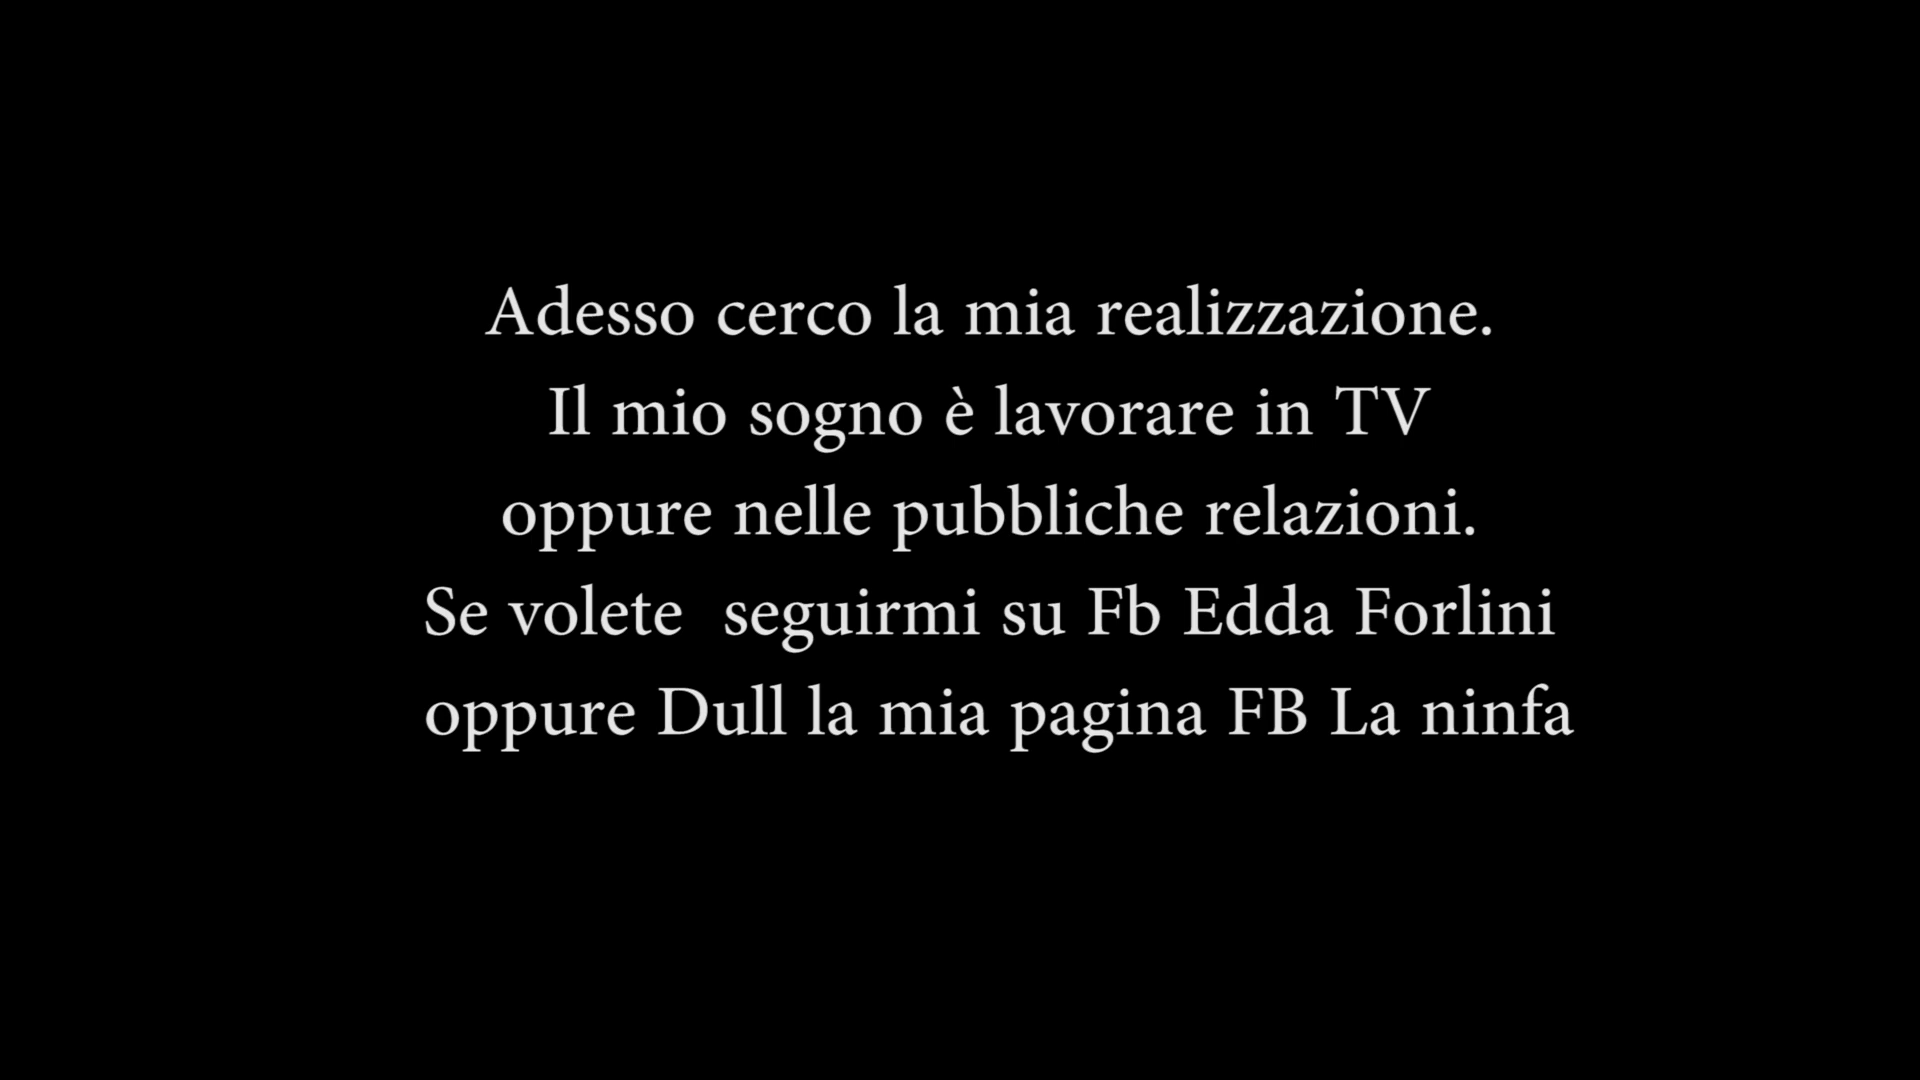 Adesso cerco la mia realizzazione.
Il mio sogno è lavorare in TV
oppure nelle pubbliche relazioni.
Se volete  seguirmi su Fb Edda Forlini
oppure Dull la mia pagina FB La ninfa